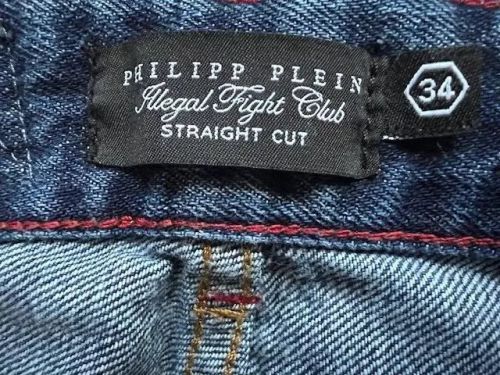 PHILIPP PLEIN
Illegal Fight Club
STRAIGHT CUT
34